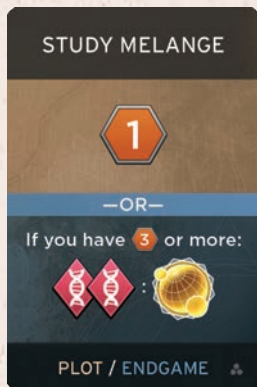 STUDY MELANGE
1
—OR—
If you have 3 or more:
:
PLOT / ENDGAME